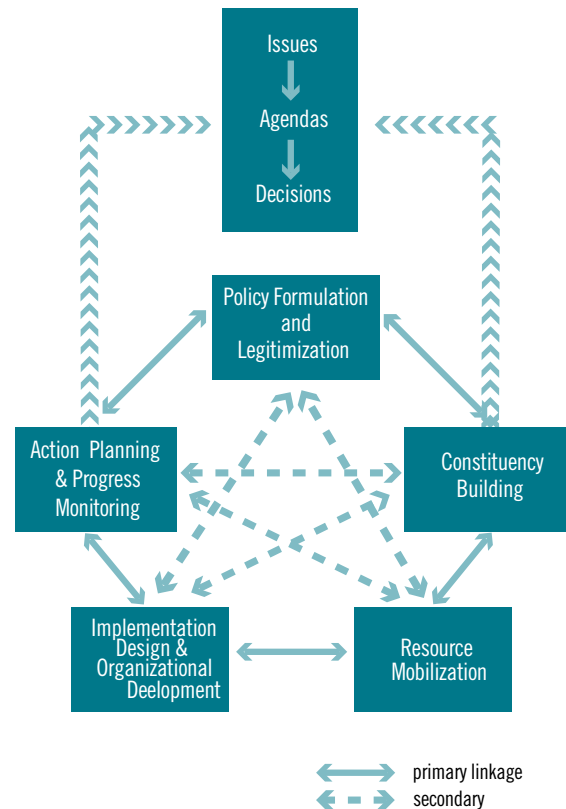 Issues
Agendas
Decisions
Policy Formulation
and
Legitimization
Action Planning
& Progress
Monitoring
Constituency
Building
Implementation
Design &
Organizational
Deelopment
Resource
Mobilization
primary linkage
secondary